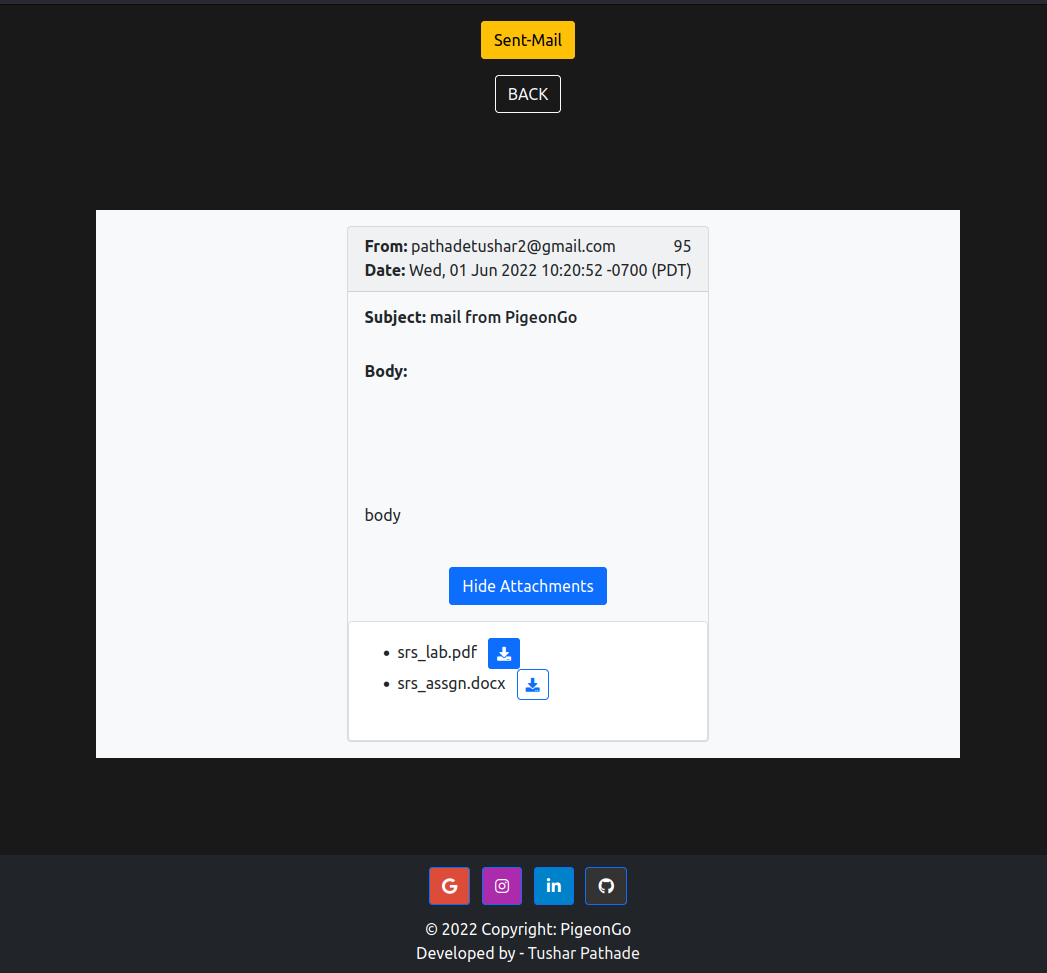 Sent-Mail
BACK
From: pathadetushar2@gmail.com 95
Date: Wed, 01 Jun 2022 10:20:52 -0700 (PDT)
Subject: mail from PigeonGo
Body:
body
Hide Attachments
srs_lab.pdf
srs_assgn.docx
© 2022 Copyright: PigeonGo
Developed by - Tushar Pathade